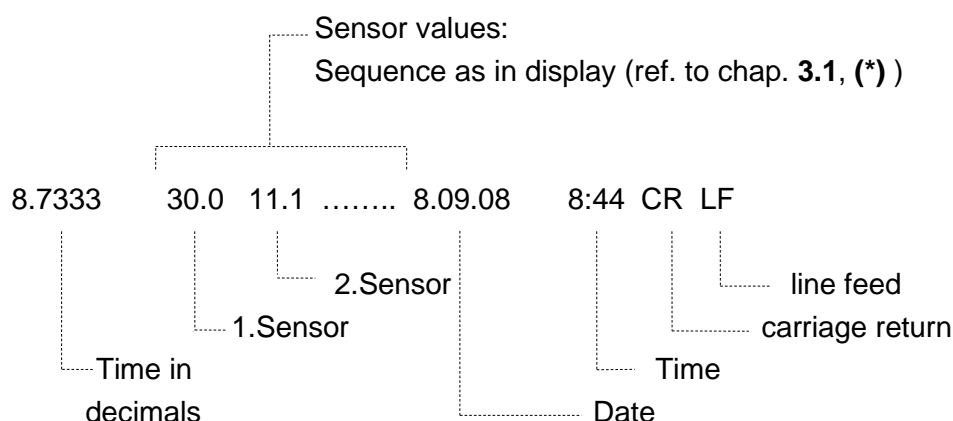 Sensor values:
Sequence as in display (ref. to chap. 3.1, (*) )
8.7333 30.0 11.1 …….. 8.09.08 8:44 CR LF
2.Sensor line feed
1.Sensor carriage return
Time in Time
decimals Date